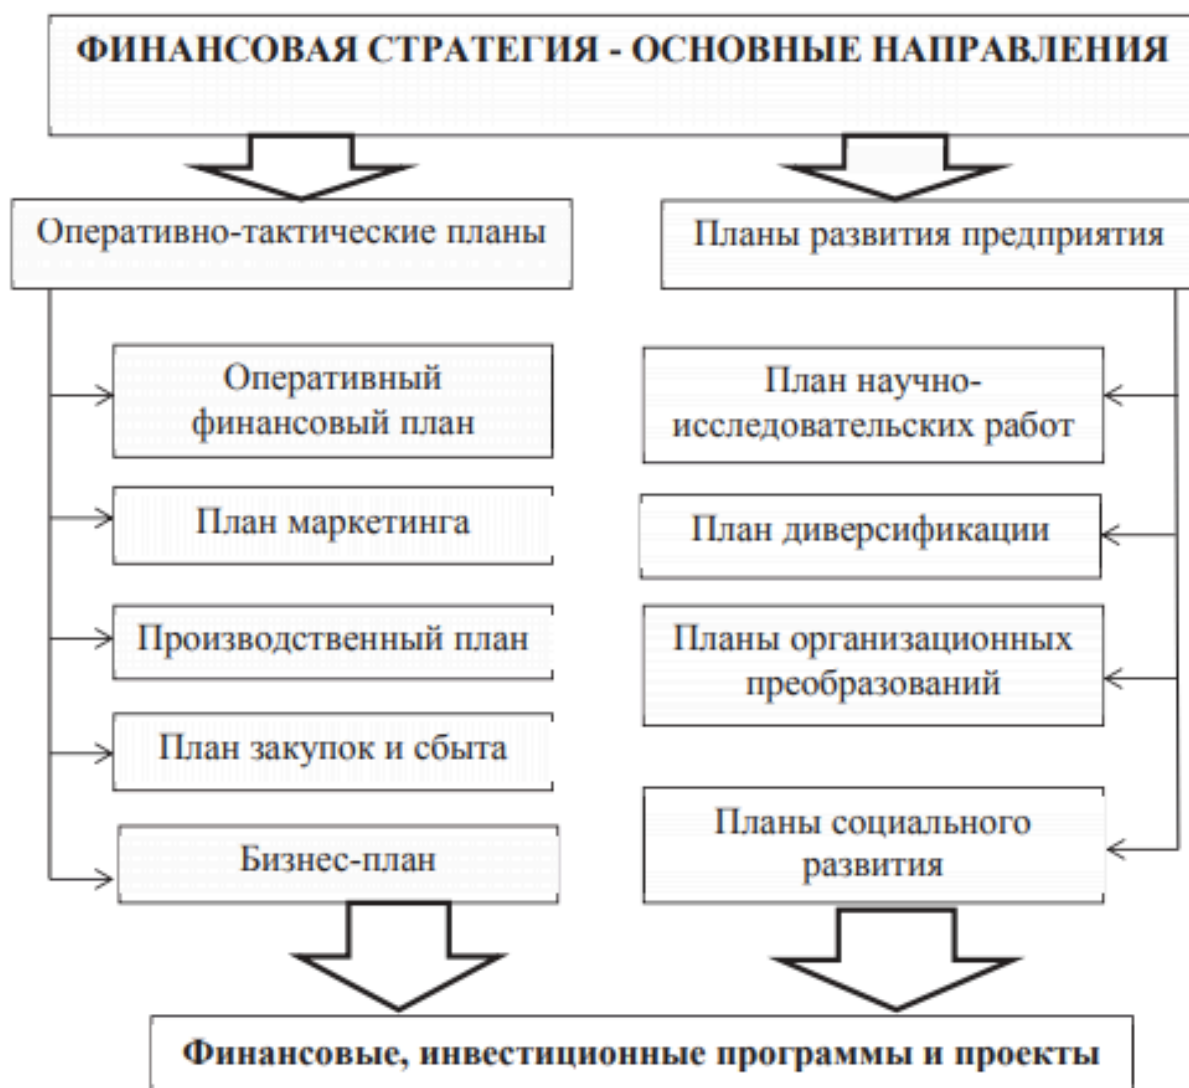 ФИНАНСОВАЯ СТРАТЕГИЯ - ОСНОВНЫЕ НАПРАВЛЕНИЯ
Оперативно-тактические планы
Оперативный
финансовый план
План маркетинга
Производственный план
План закупок и сбыта
Бизнес-план
Планы развития предприятия
План научно-
исследовательских работ
План диверсификации
Планы организационных
преобразований
Планы социального
развития
Финансовые, инвестиционные программы и проекты